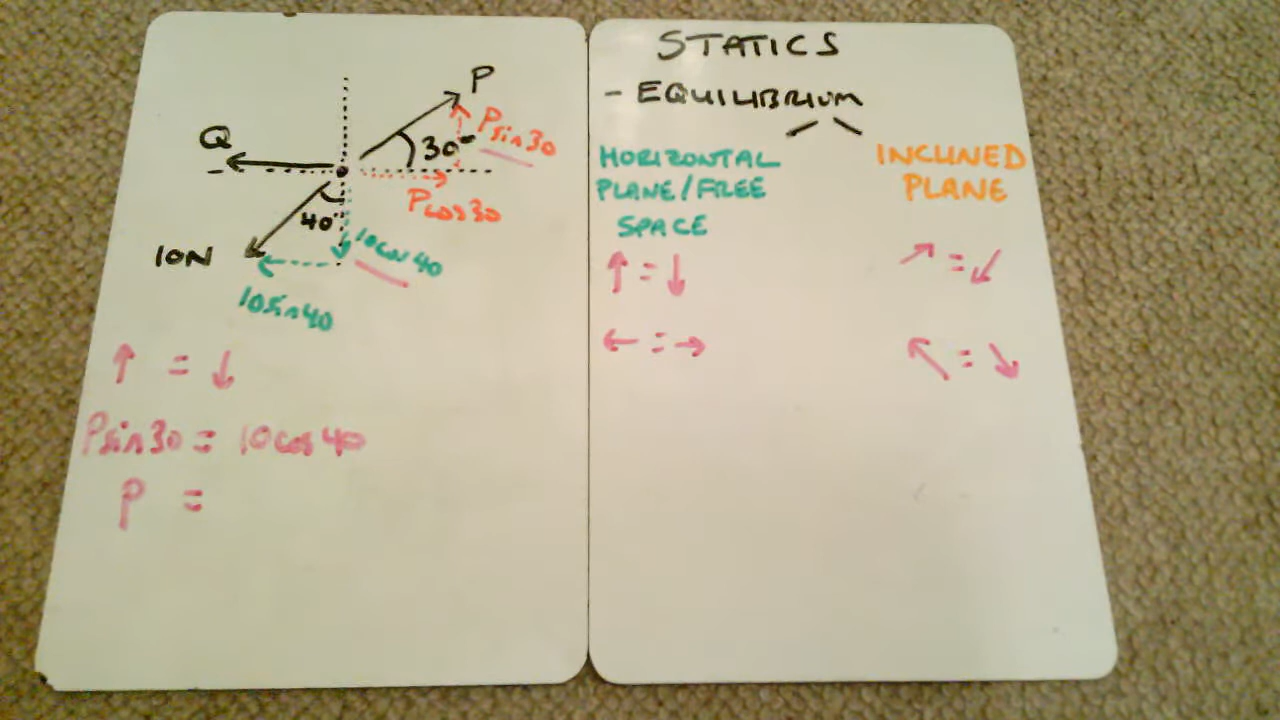 P
Q
Psin30
30°
Pcos30
40°
10N
10cos40
10sin40
↑ = ↓
Psin30 = 10cos40
P =
STATICS
- EQUILIBRIUM
HORIZONTAL
PLANE/FREE
SPACE
↑ = ↓
← = →
INCLINED
PLANE
↗ = ↙
↖ = ↘